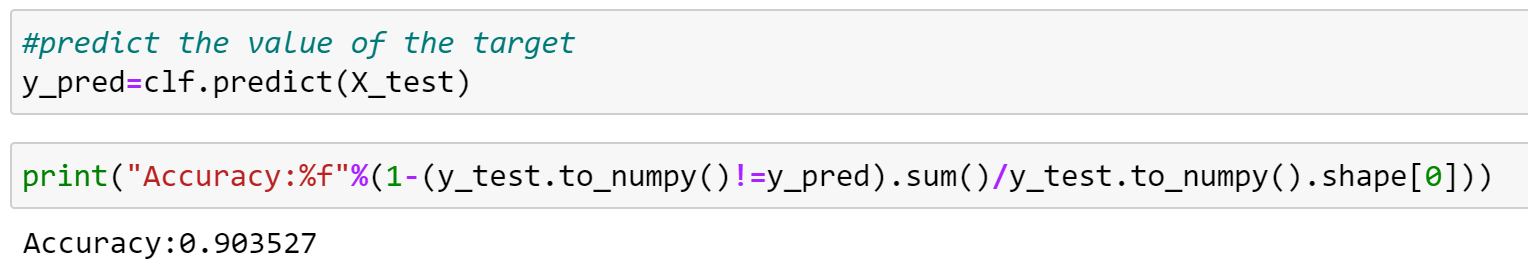 #predict the value of the target
y_pred=clf.predict(X_test)
print("Accuracy:%f"%(1-(y_test.to_numpy()!=y_pred).sum()/y_test.to_numpy().shape[0]))
Accuracy:0.903527